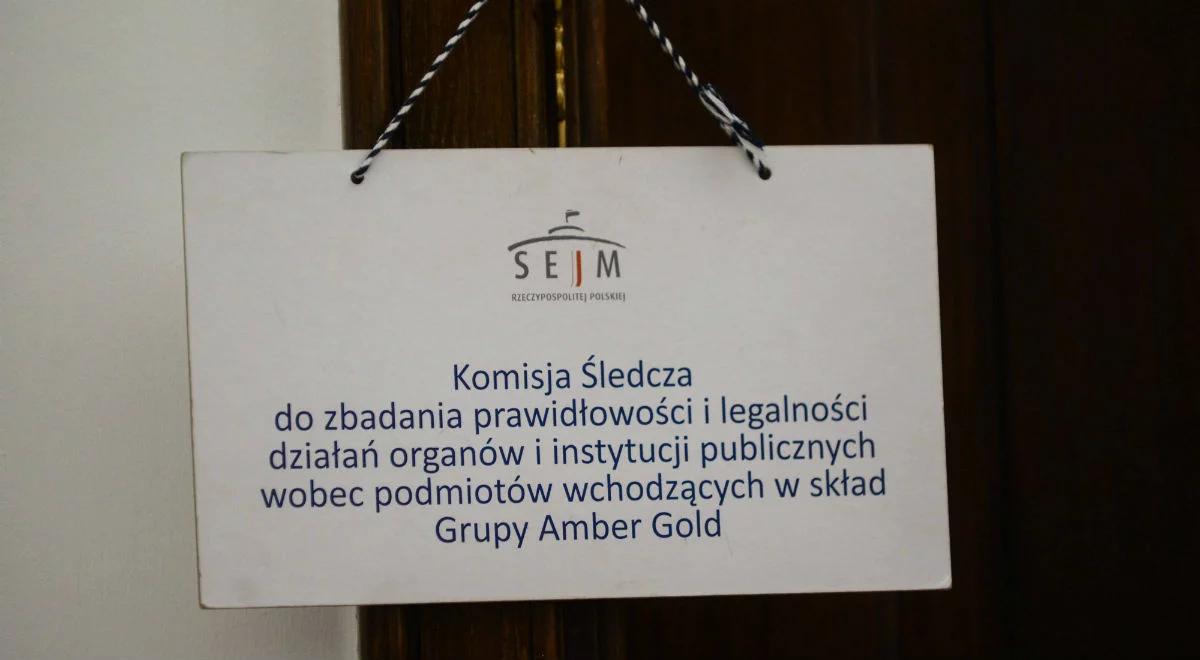 SEJM
RZECZYPOSPOLITEJ POLSKIEJ
Komisja Śledcza
do zbadania prawidłowości i legalności
działań organów i instytucji publicznych
wobec podmiotów wchodzących w skład
Grupy Amber Gold